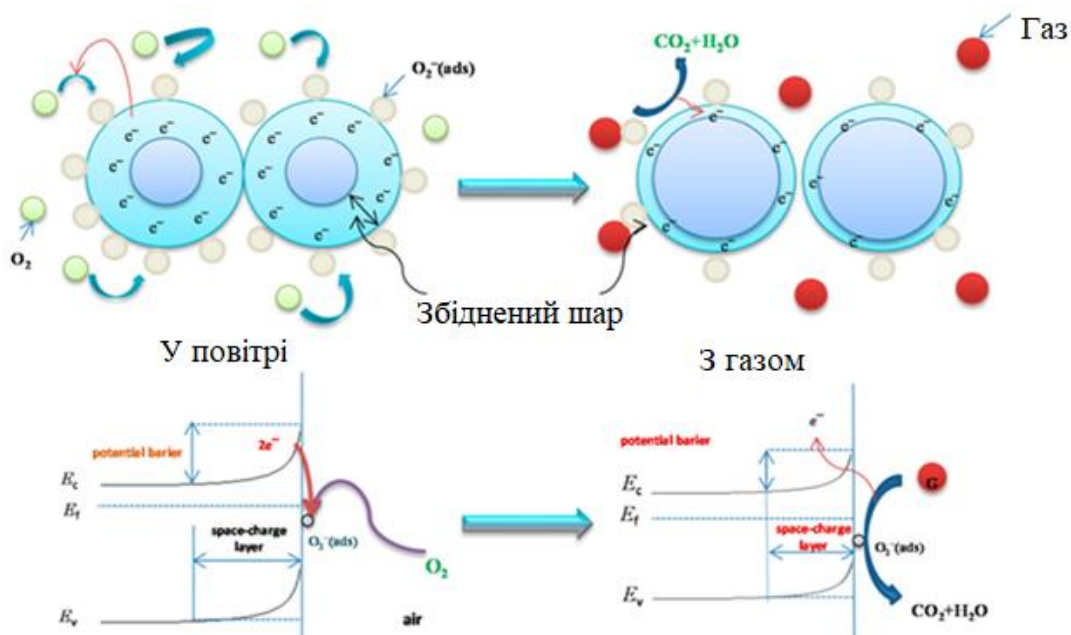 Газ
CO₂+H₂O
O₂⁻(ads)
e⁻ e⁻ e⁻ e⁻ e⁻ e⁻ e⁻ e⁻ e⁻ e⁻
e⁻ e⁻ e⁻ e⁻ e⁻ e⁻ e⁻ e⁻
e⁻ e⁻ e⁻ e⁻ e⁻ e⁻ e⁻
e⁻ e⁻ e⁻ e⁻ e⁻
O₂
Збіднений шар
У повітрі
З газом
potential barier
2e⁻
E_c
E_f
space-charge
layer
O₂⁻(ads)
O₂
E_v
air
potential barier
e⁻
E_c
G
E_f
space-charge
layer
O₂⁻(ads)
E_v
CO₂+H₂O